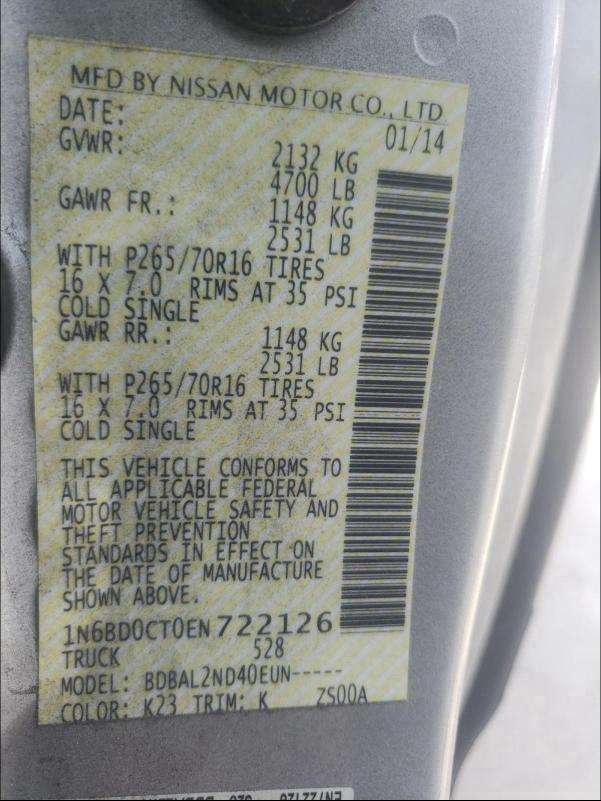 MFD BY NISSAN MOTOR CO., LTD.
DATE: 01/14
GVWR: 2132 KG
4700 LB
GAWR FR.: 1148 KG
2531 LB
WITH P265/70R16 TIRES
16 X 7.0 RIMS AT 35 PSI
COLD SINGLE
GAWR RR.: 1148 KG
2531 LB
WITH P265/70R16 TIRES
16 X 7.0 RIMS AT 35 PSI
COLD SINGLE
THIS VEHICLE CONFORMS TO
ALL APPLICABLE FEDERAL
MOTOR VEHICLE SAFETY AND
THEFT PREVENTION
STANDARDS IN EFFECT ON
THE DATE OF MANUFACTURE
SHOWN ABOVE.
1N6BD0CT0EN722126
TRUCK 528
MODEL: BDBAL2ND40EUN-----
COLOR: K23 TRIM: K ZS00A